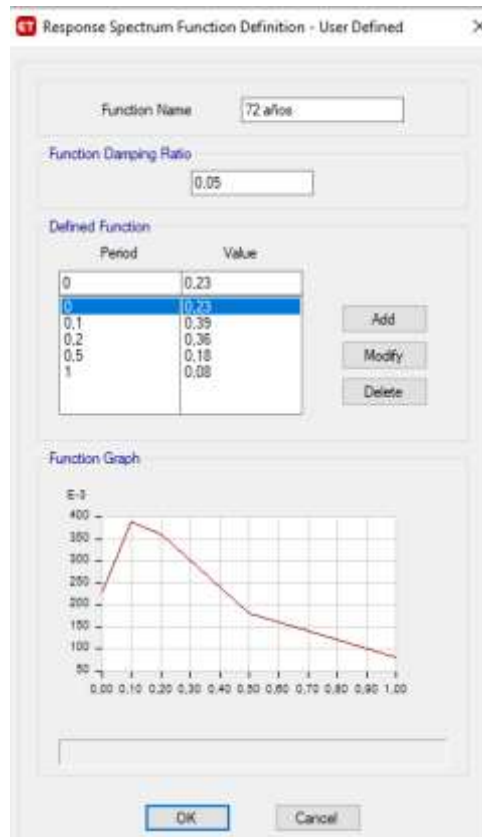 ET Response Spectrum Function Definition - User Defined
Function Name 72 años
Function Damping Ratio
0,05
Defined Function
Period Value
0 0,23
0 0,23
0,1 0,39
0,2 0,36
0,5 0,18
1 0,08
Add
Modify
Delete
Function Graph
E-3
400
350
300
250
200
150
100
50
0,00 0,10 0,20 0,30 0,40 0,50 0,60 0,70 0,80 0,90 1,00
OK Cancel